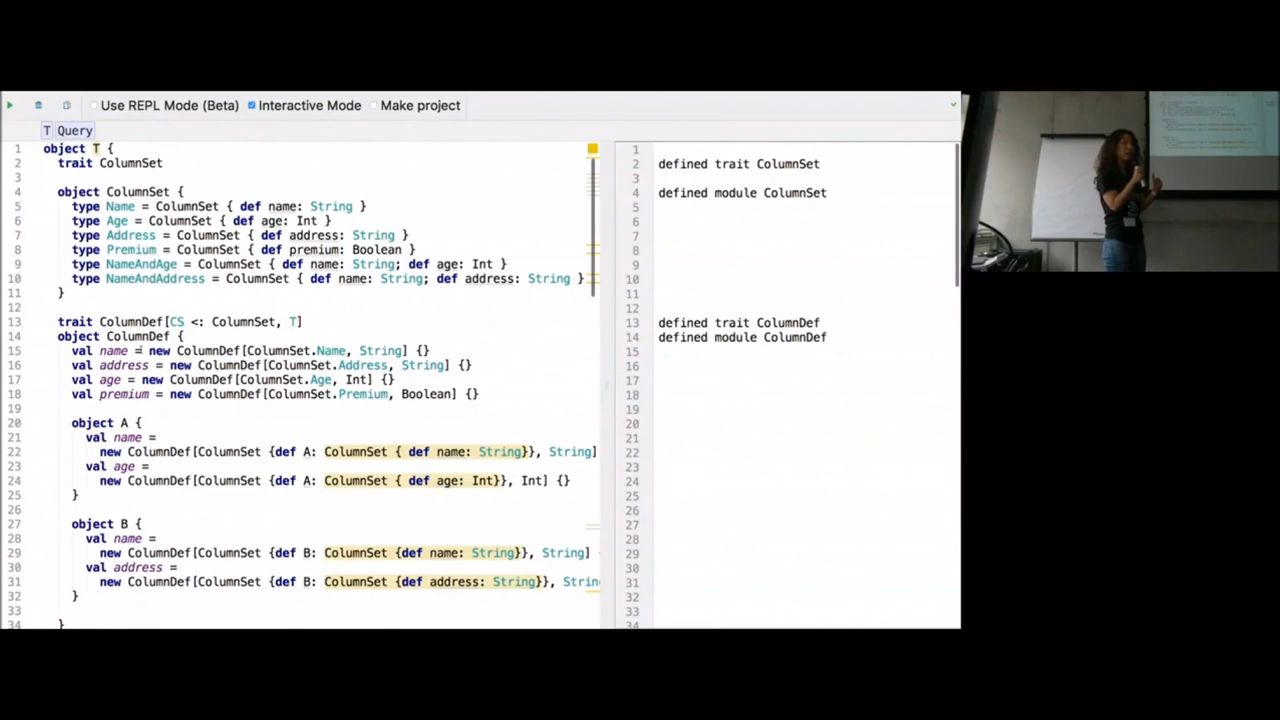 Use REPL Mode (Beta) Interactive Mode Make project
T Query
1 object T {
2 trait ColumnSet
3
4 object ColumnSet {
5 type Name = ColumnSet { def name: String }
6 type Age = ColumnSet { def age: Int }
7 type Address = ColumnSet { def address: String }
8 type Premium = ColumnSet { def premium: Boolean }
9 type NameAndAge = ColumnSet { def name: String; def age: Int }
10 type NameAndAddress = ColumnSet { def name: String; def address: String }
11 }
12
13 trait ColumnDef[CS <: ColumnSet, T]
14 object ColumnDef {
15 val name = new ColumnDef[ColumnSet.Name, String] {}
16 val address = new ColumnDef[ColumnSet.Address, String] {}
17 val age = new ColumnDef[ColumnSet.Age, Int] {}
18 val premium = new ColumnDef[ColumnSet.Premium, Boolean] {}
19
20 object A {
21 val name =
22 new ColumnDef[ColumnSet {def A: ColumnSet { def name: String}}, String]
23 val age =
24 new ColumnDef[ColumnSet {def A: ColumnSet { def age: Int}}, Int] {}
25 }
26
27 object B {
28 val name =
29 new ColumnDef[ColumnSet {def B: ColumnSet {def name: String}}, String]
30 val address =
31 new ColumnDef[ColumnSet {def B: ColumnSet {def address: String}}, Strin
32 }
33
34 }
1
2 defined trait ColumnSet
3
4 defined module ColumnSet
5
6
7
8
9
10
11
12
13 defined trait ColumnDef
14 defined module ColumnDef
15
16
17
18
19
20
21
22
23
24
25
26
27
28
29
30
31
32
33
34